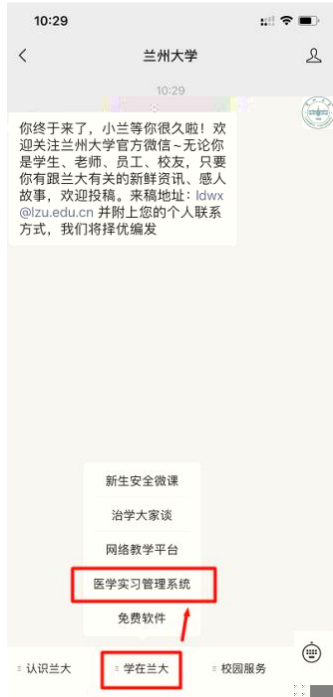 10:29
兰州大学
10:29
你终于来了，小兰等你很久啦！欢
迎关注兰州大学官方微信~无论你
是学生、老师、员工、校友，只要
你有跟兰大有关的新鲜资讯、感人
故事，欢迎投稿。来稿地址：ldwx
@lzu.edu.cn 并附上您的个人联系
方式，我们将择优编发
新生安全微课
治学大家谈
网络教学平台
医学实习管理系统
免费软件
认识兰大
学在兰大
校园服务